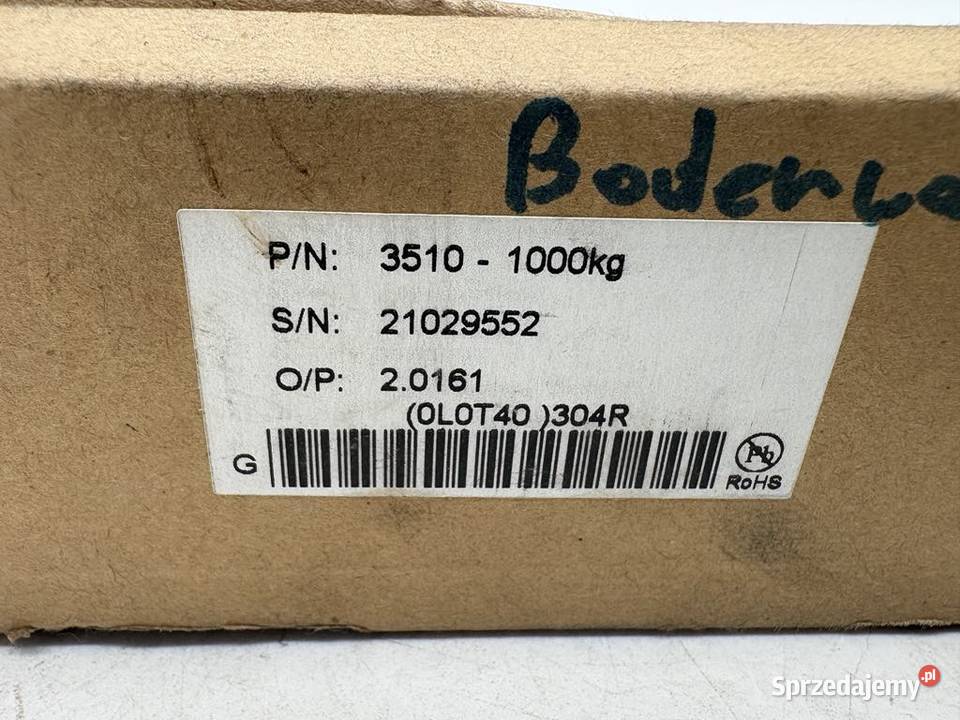 P/N: 3510 - 1000kg
S/N: 21029552
O/P: 2.0161
(0L0T40 )304R
G
Pb
RoHS
Sprzedajemy.pl